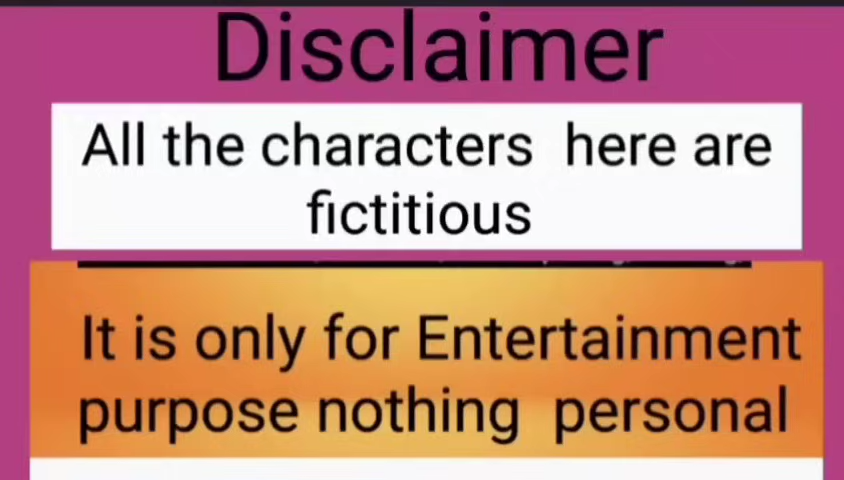 Disclaimer
All the characters here are
fictitious
It is only for Entertainment
purpose nothing personal